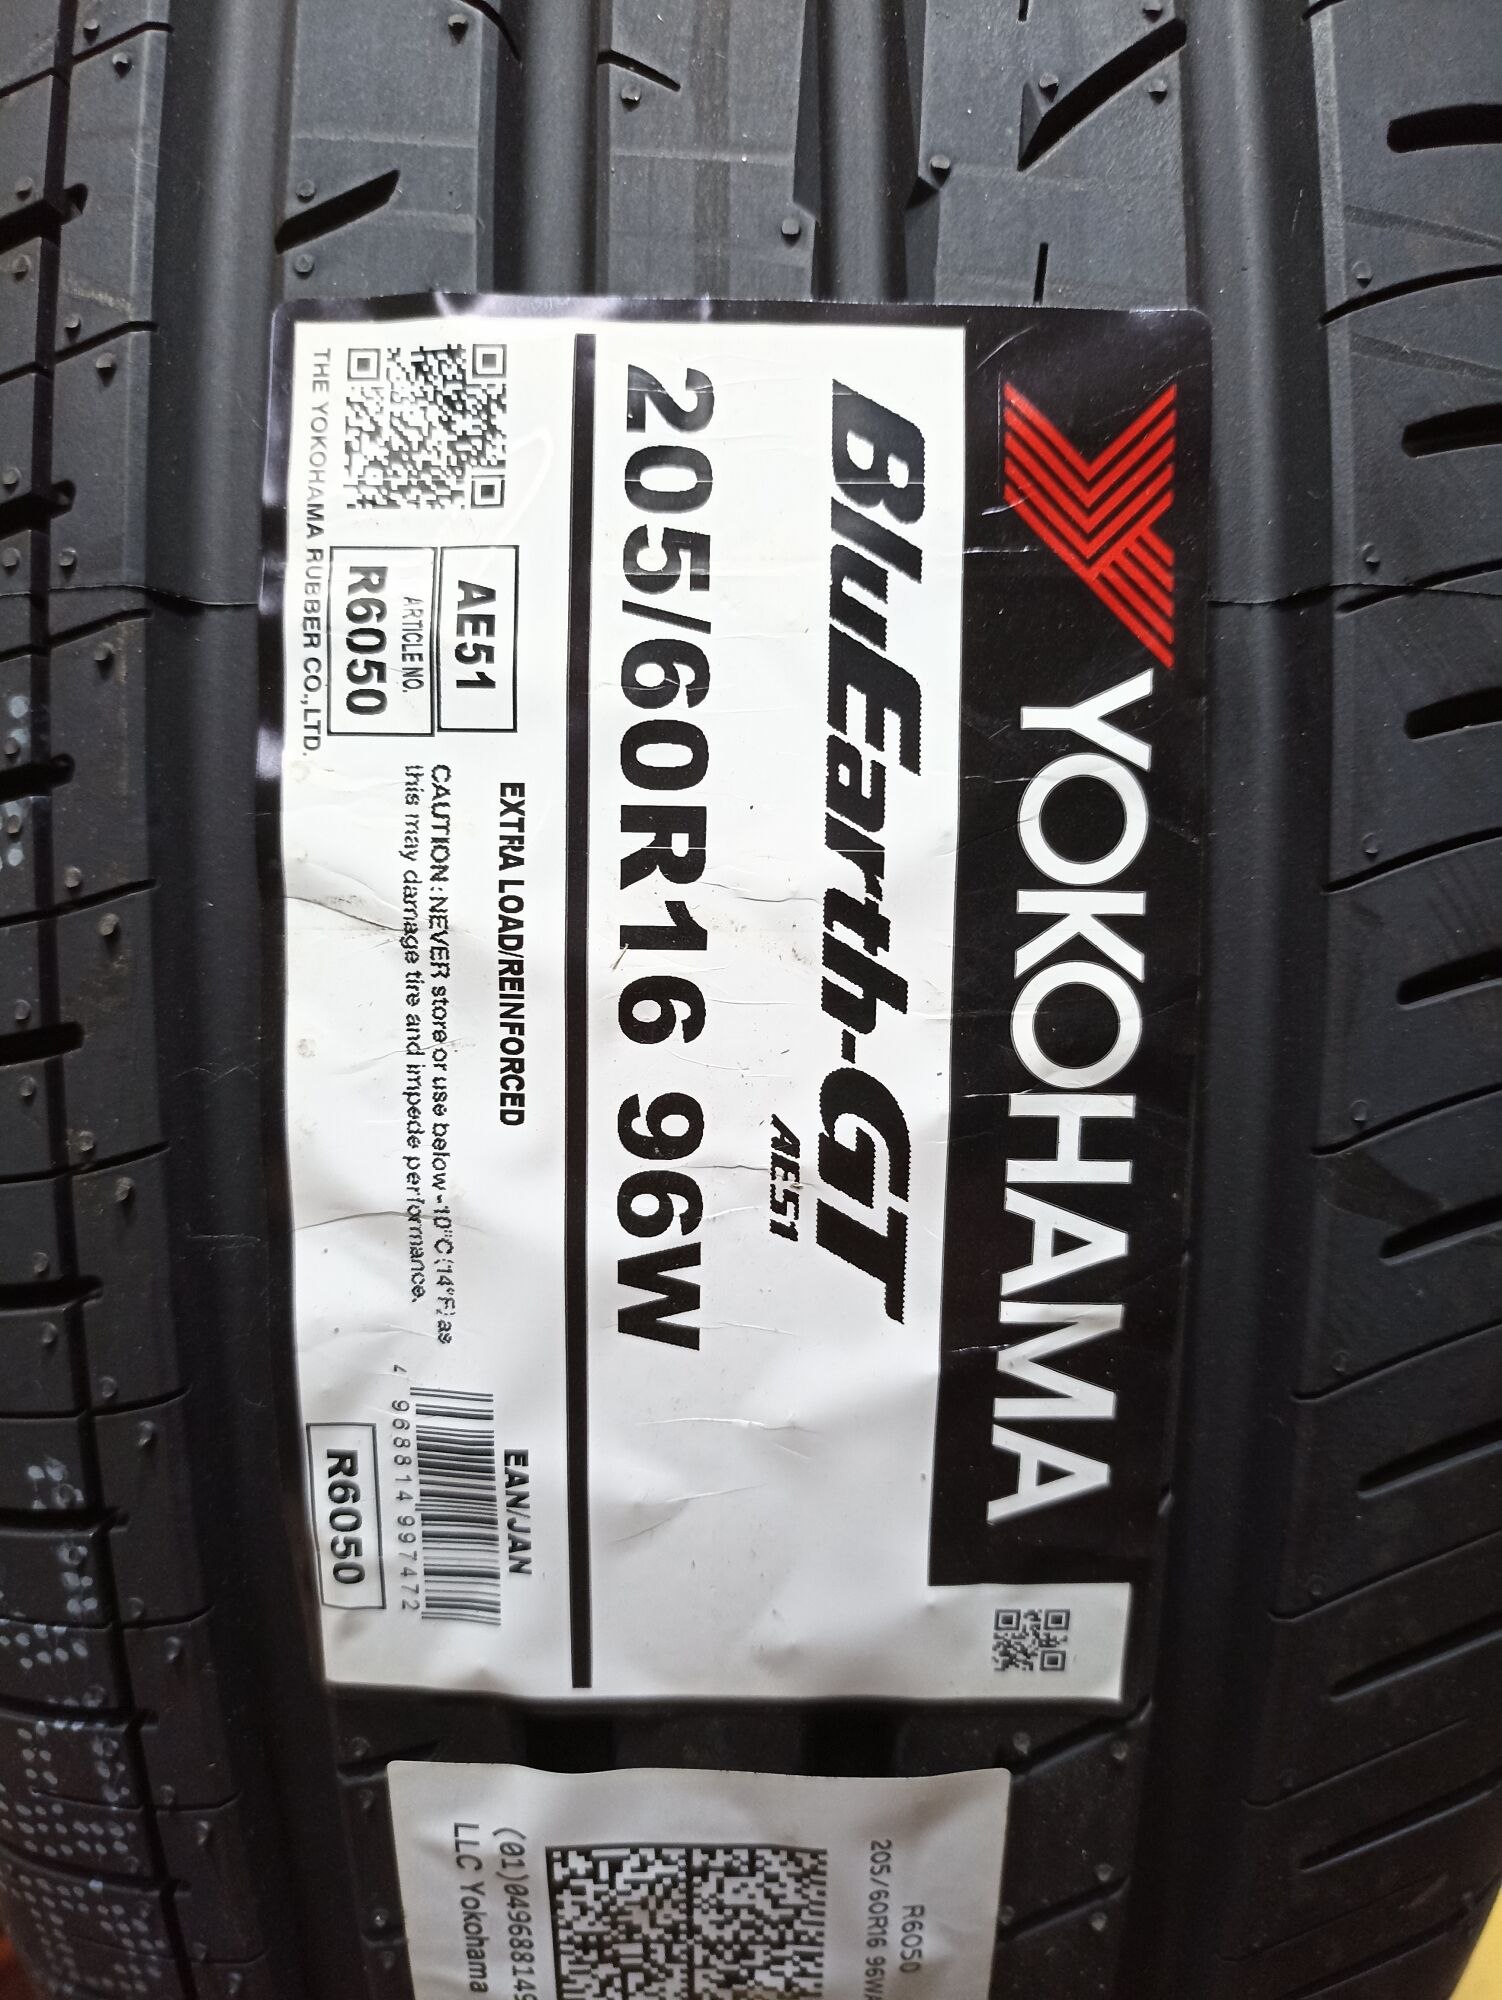 YOKOHAMA
BluEarth-GT
AE51
205/60R16 96W
AE51
ARTICLE NO.
R6050
EXTRA LOAD/REINFORCED
CAUTION: NEVER store or use below -10°C (14°F) as
this may damage tire and impede performance.
THE YOKOHAMA RUBBER CO.,LTD.
EAN/JAN
4 968814 997472
R6050
R6050
205/60R16 96W
(01)049688149
LLC Yokohama